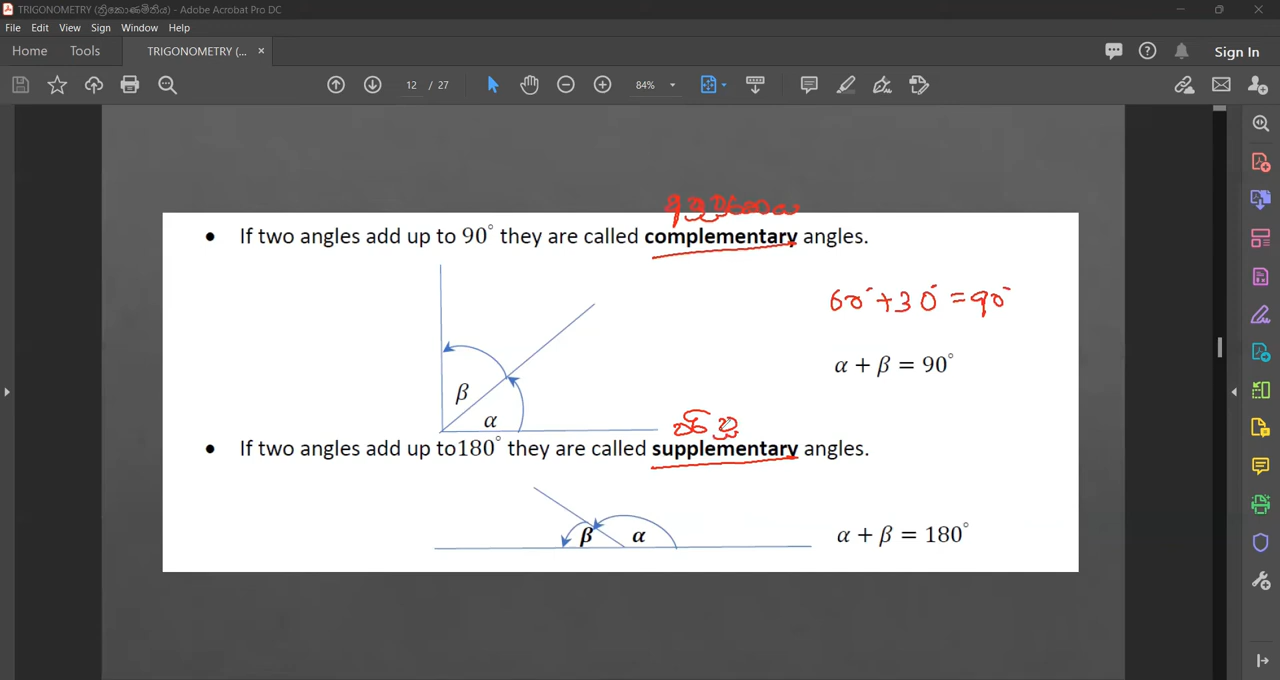 TRIGONOMETRY (ත්‍රිකොණමිතිය) - Adobe Acrobat Pro DC
File Edit View Sign Window Help
Home Tools TRIGONOMETRY (... × Sign In
12 / 27 84%
• If two angles add up to 90° they are called complementary angles.
60° + 30° = 90°
α + β = 90°
β
α
• If two angles add up to180° they are called supplementary angles.
β α
α + β = 180°